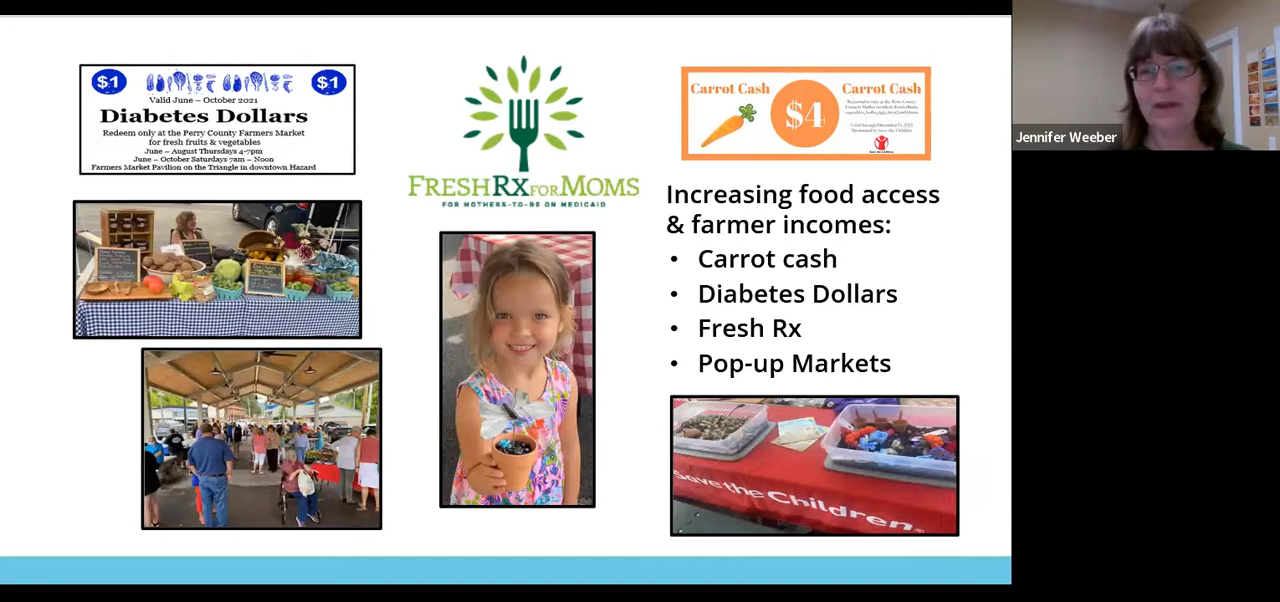 $1
$1
Valid June – October 2021
Diabetes Dollars
Redeem only at the Perry County Farmers Market
for fresh fruits & vegetables
June – August Thursdays 4-7pm
June – October Saturdays 7am – Noon
Farmers Market Pavilion on the Triangle in downtown Hazard
FRESHRXFORMOMS
FOR MOTHERS-TO-BE ON MEDICAID
Carrot Cash
$4
Carrot Cash
Increasing food access
& farmer incomes:
• Carrot cash
• Diabetes Dollars
• Fresh Rx
• Pop-up Markets
Save the Children®
Jennifer Weeber